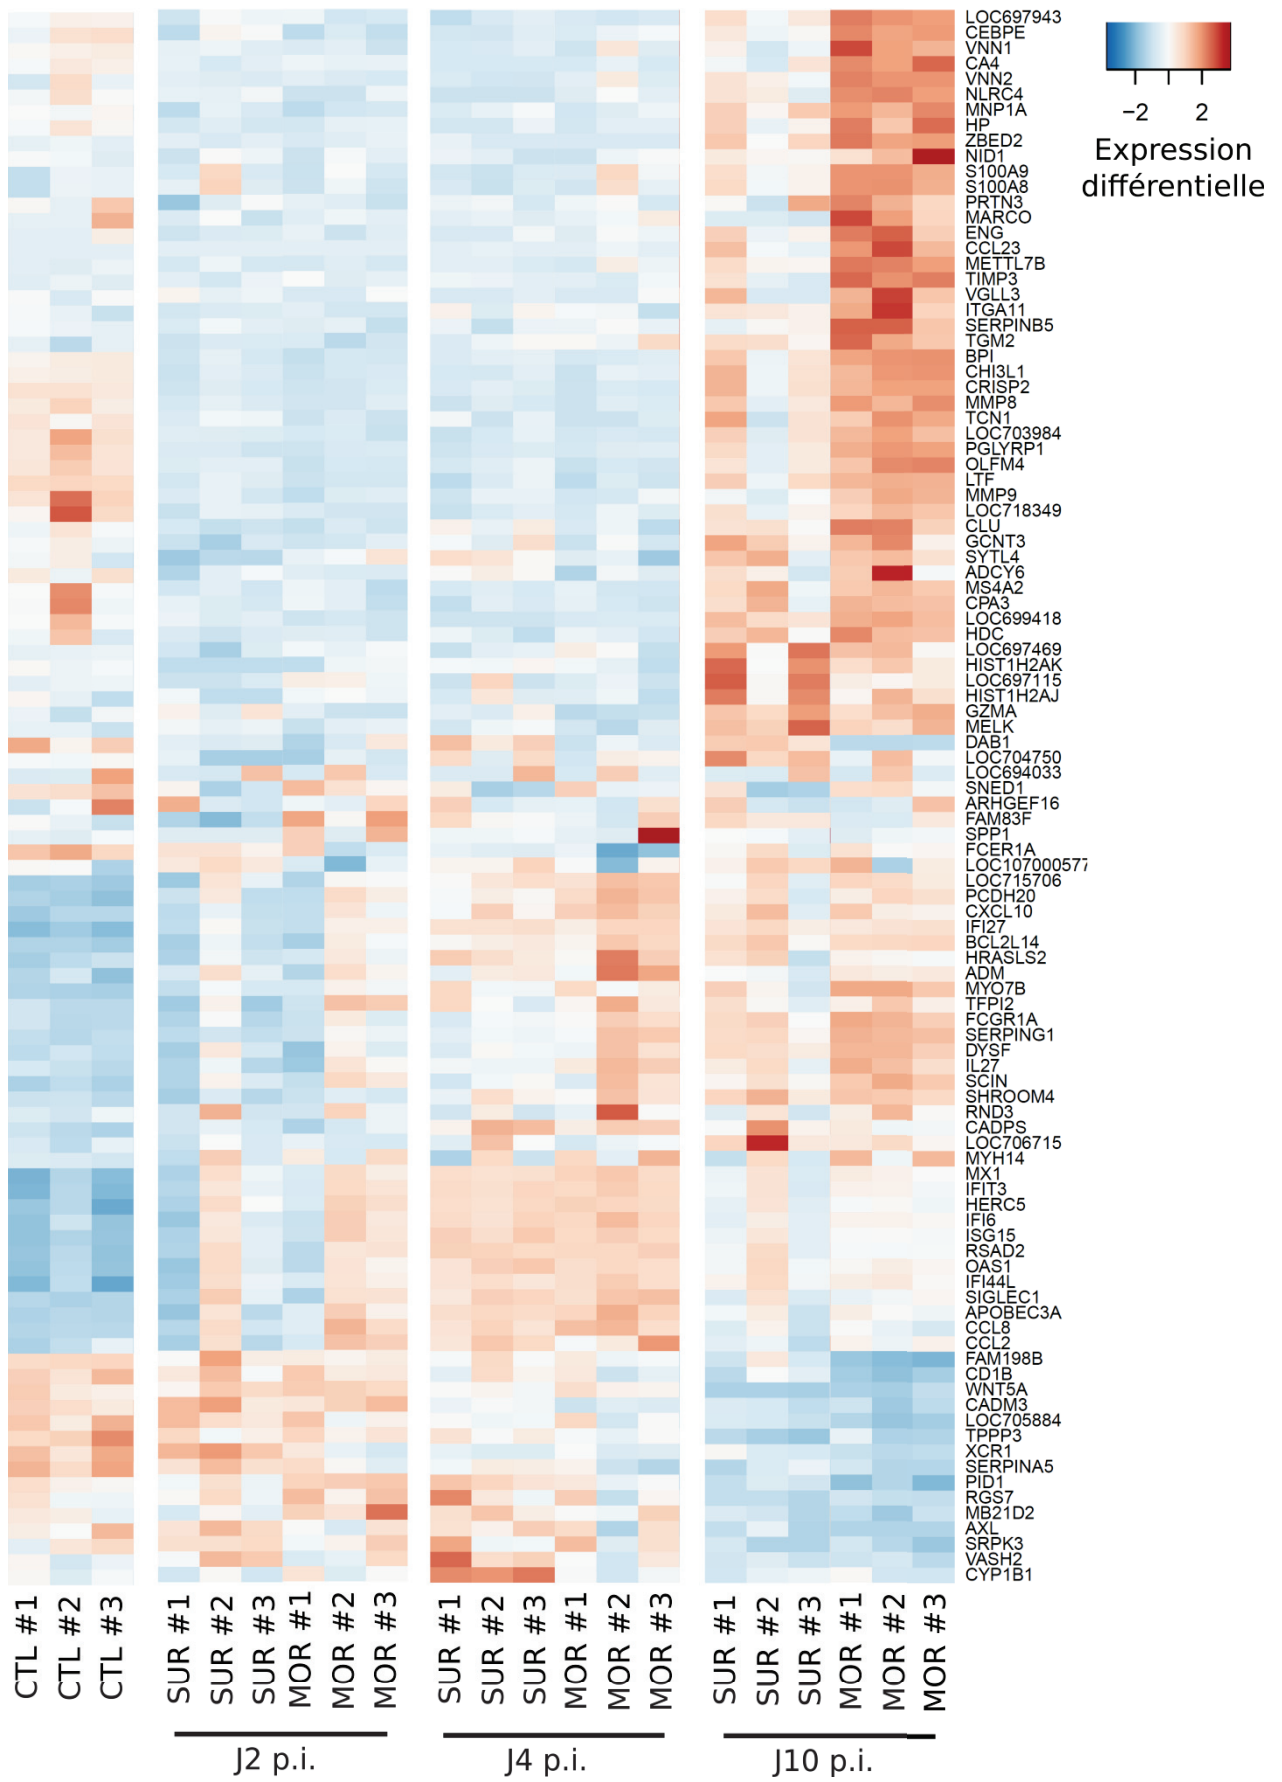 LOC697943
CEBPE
VNN1
CA4
VNN2
NLRC4
MNP1A
HP
ZBED2
NID1
S100A9
S100A8
PRTN3
MARCO
ENG
CCL23
METTL7B
TIMP3
VGLL3
ITGA11
SERPINB5
TGM2
BPI
CHI3L1
CRISP2
MMP8
TCN1
LOC703984
PGLYRP1
OLFM4
LTF
MMP9
LOC718349
CLU
GCNT3
SYTL4
ADCY6
MS4A2
CPA3
LOC699418
HDC
LOC697469
HIST1H2AK
LOC697115
HIST1H2AJ
GZMA
MELK
DAB1
LOC704750
LOC694033
SNED1
ARHGEF16
FAM83F
SPP1
FCER1A
LOC107000577
LOC715706
PCDH20
CXCL10
IFI27
BCL2L14
HRASLS2
ADM
MYO7B
TFPI2
FCGR1A
SERPING1
DYSF
IL27
SCIN
SHROOM4
RND3
CADPS
LOC706715
MYH14
MX1
IFIT3
HERC5
IFI6
ISG15
RSAD2
OAS1
IFI44L
SIGLEC1
APOBEC3A
CCL8
CCL2
FAM198B
CD1B
WNT5A
CADM3
LOC705884
TPPP3
XCR1
SERPINA5
PID1
RGS7
MB21D2
AXL
SRPK3
VASH2
CYP1B1
−2 2
Expression
différentielle
CTL #1
CTL #2
CTL #3
SUR #1
SUR #2
SUR #3
MOR #1
MOR #2
MOR #3
SUR #1
SUR #2
SUR #3
MOR #1
MOR #2
MOR #3
SUR #1
SUR #2
SUR #3
MOR #1
MOR #2
MOR #3
J2 p.i.
J4 p.i.
J10 p.i.